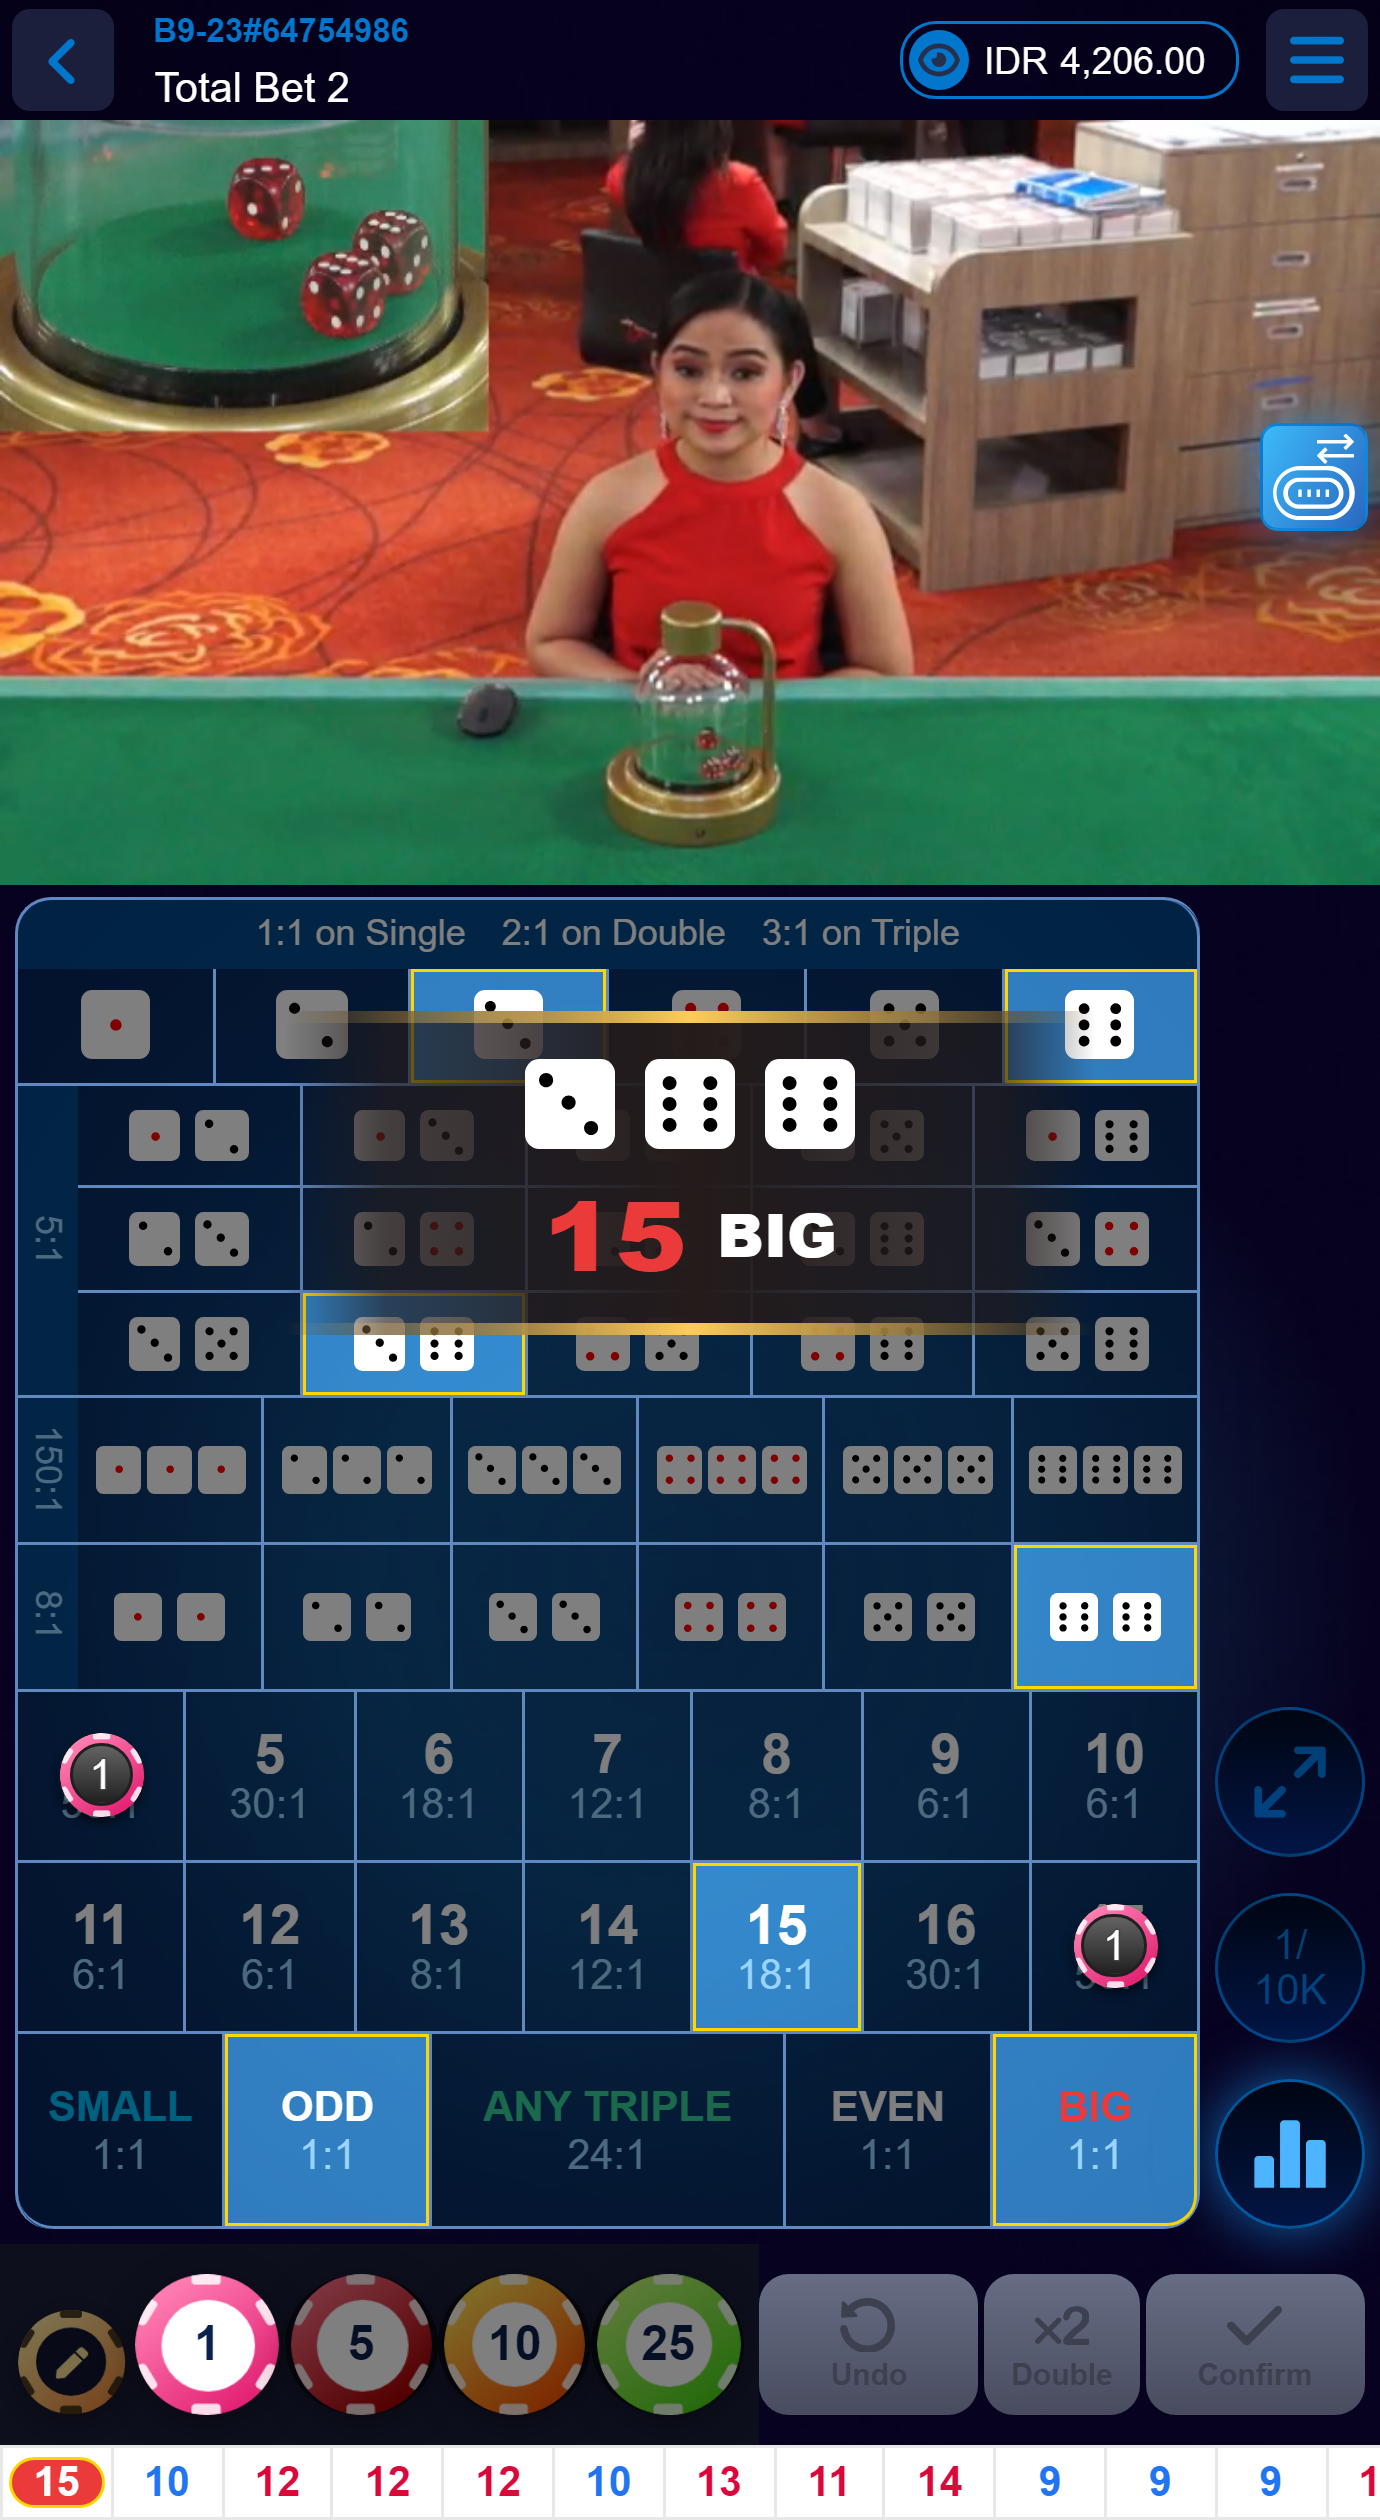 B9-23#64754986
Total Bet 2
IDR 4,206.00
1:1 on Single 2:1 on Double 3:1 on Triple
15 BIG
5:1
150:1
8:1
1
5 6 7 8 9 10
30:1 18:1 12:1 8:1 6:1 6:1
11 12 13 14 15 16
1
6:1 6:1 8:1 12:1 18:1 30:1
1/
10K
SMALL ODD ANY TRIPLE EVEN BIG
1:1 1:1 24:1 1:1 1:1
1 5 10 25
x2
Undo Double Confirm
15 10 12 12 12 10 13 11 14 9 9 9